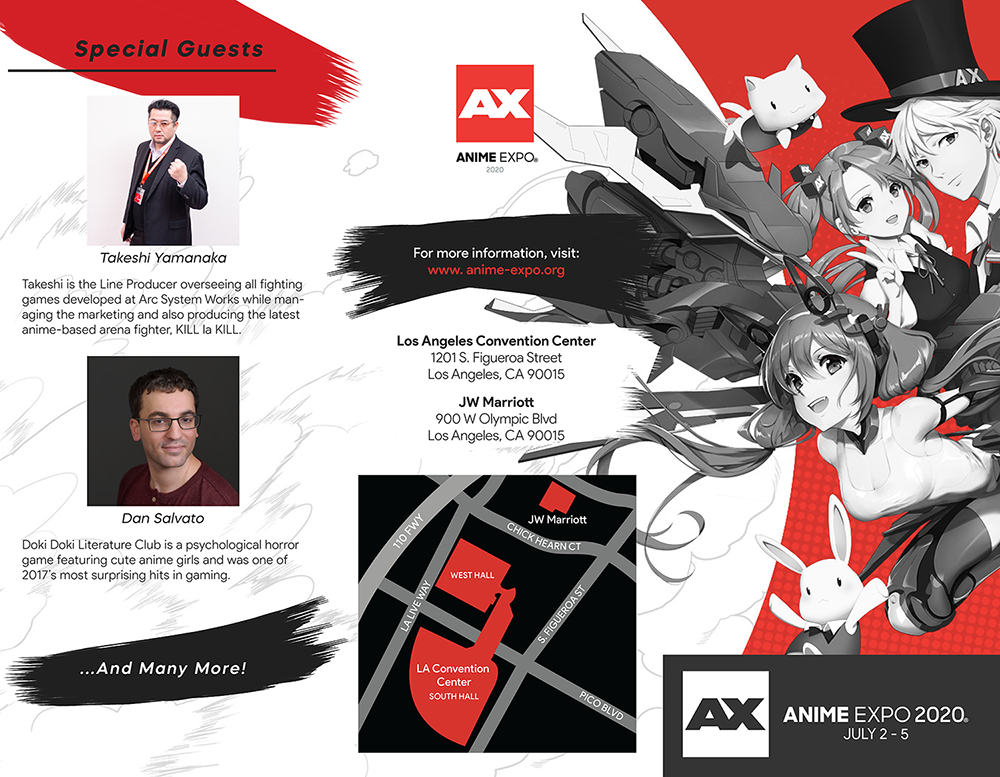 Special Guests
Takeshi Yamanaka
Takeshi is the Line Producer overseeing all fighting
games developed at Arc System Works while man-
aging the marketing and also producing the latest
anime-based arena fighter, KILL la KILL.
Dan Salvato
Doki Doki Literature Club is a psychological horror
game featuring cute anime girls and was one of
2017's most surprising hits in gaming.
...And Many More!
AX
ANIME EXPO®
2020
For more information, visit:
www. anime-expo.org
Los Angeles Convention Center
1201 S. Figueroa Street
Los Angeles, CA 90015
JW Marriott
900 W Olympic Blvd
Los Angeles, CA 90015
JW Marriott
110 FWY
CHICK HEARN CT
WEST HALL
LA LIVE WAY
S. FIGUEROA ST
LA Convention
Center
SOUTH HALL
PICO BLVD
AX
AX
AX
ANIME EXPO 2020®
JULY 2 - 5